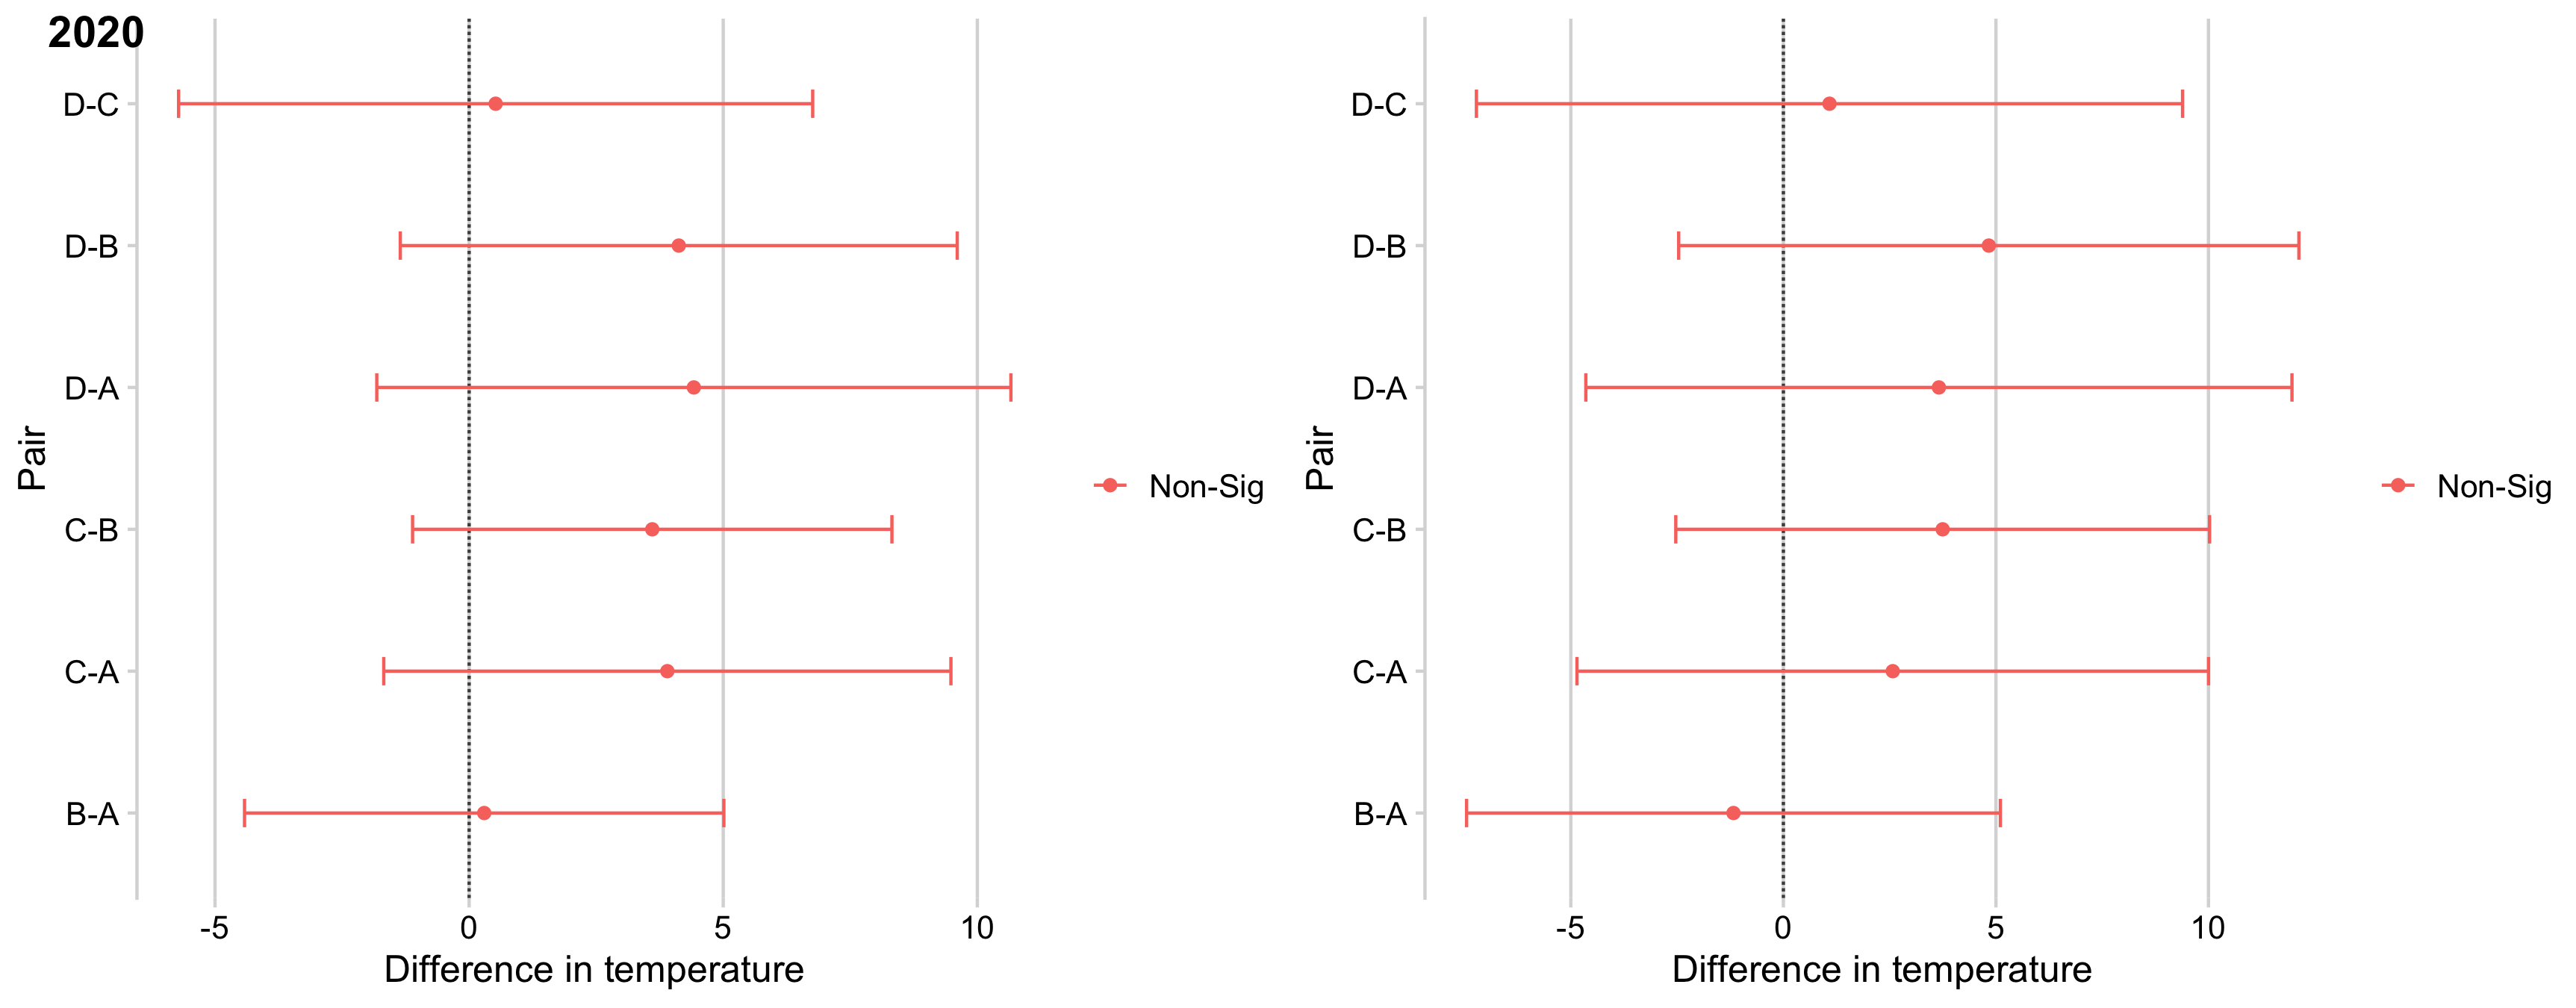 2020
D-C
D-B
D-A
C-B
C-A
B-A
Pair
-5 0 5 10
Difference in temperature
Non-Sig
D-C
D-B
D-A
C-B
C-A
B-A
Pair
-5 0 5 10
Difference in temperature
Non-Sig